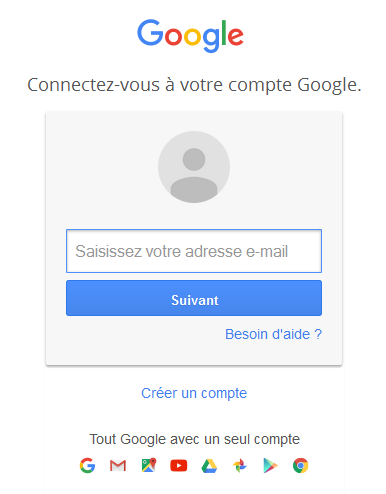 Google
Connectez-vous à votre compte Google.
Saisissez votre adresse e-mail
Suivant
Besoin d'aide ?
Créer un compte
Tout Google avec un seul compte